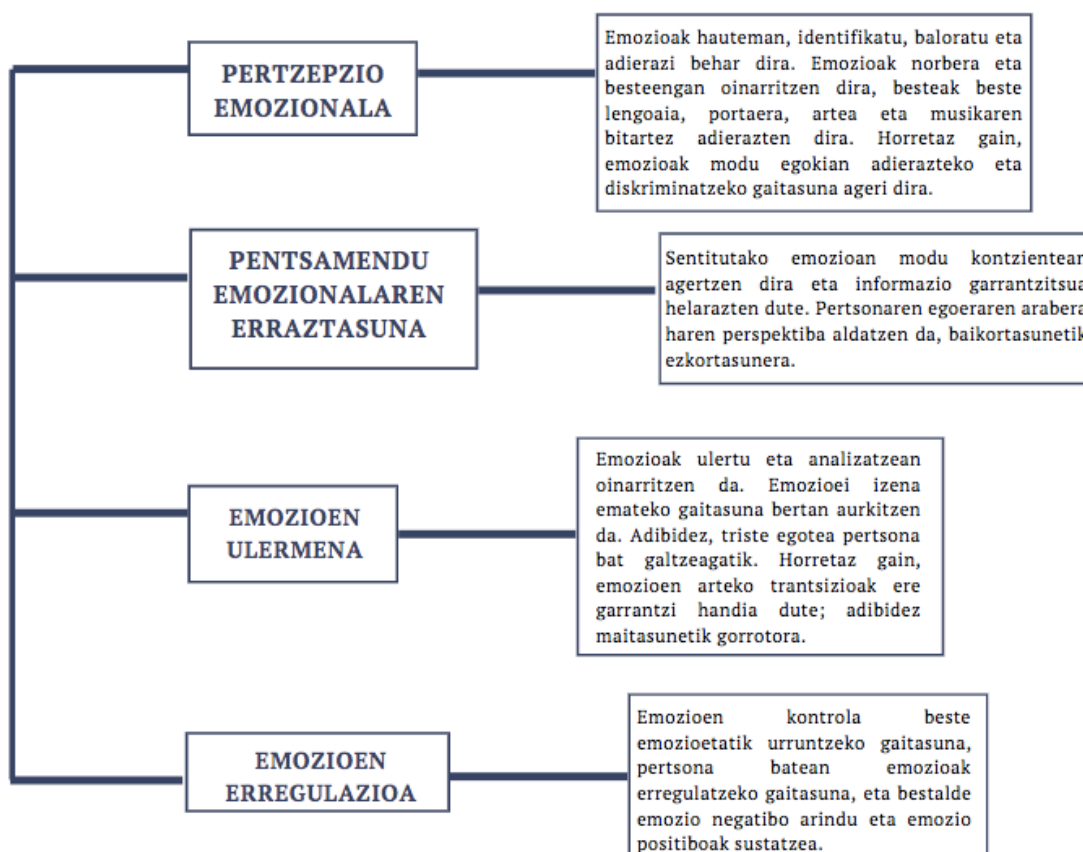 PERTZEPZIO
EMOZIONALA
Emozioak hauteman, identifikatu, baloratu eta
adierazi behar dira. Emozioak norbera eta
besteengan oinarritzen dira, besteak beste
lengoaia, portaera, artea eta musikaren
bitartez adierazten dira. Horretaz gain,
emozioak modu egokian adierazteko eta
diskriminatzeko gaitasuna ageri dira.
PENTSAMENDU
EMOZIONALAREN
ERRAZTASUNA
Sentitutako emozioan modu kontzientean
agertzen dira eta informazio garrantzitsua
helarazten dute. Pertsonaren egoeraren arabera
haren perspektiba aldatzen da, baikortasunetik
ezkortasunera.
EMOZIOEN
ULERMENA
Emozioak ulertu eta analizatzean
oinarritzen da. Emozioei izena
emateko gaitasuna bertan aurkitzen
da. Adibidez, triste egotea pertsona
bat galtzeagatik. Horretaz gain,
emozioen arteko trantsizioak ere
garrantzi handia dute; adibidez
maitasunetik gorrotora.
EMOZIOEN
ERREGULAZIOA
Emozioen kontrola beste
emozioetatik urruntzeko gaitasuna,
pertsona batean emozioak
erregulatzeko gaitasuna, eta bestalde
emozio negatibo arindu eta emozio
positiboak sustatzea.